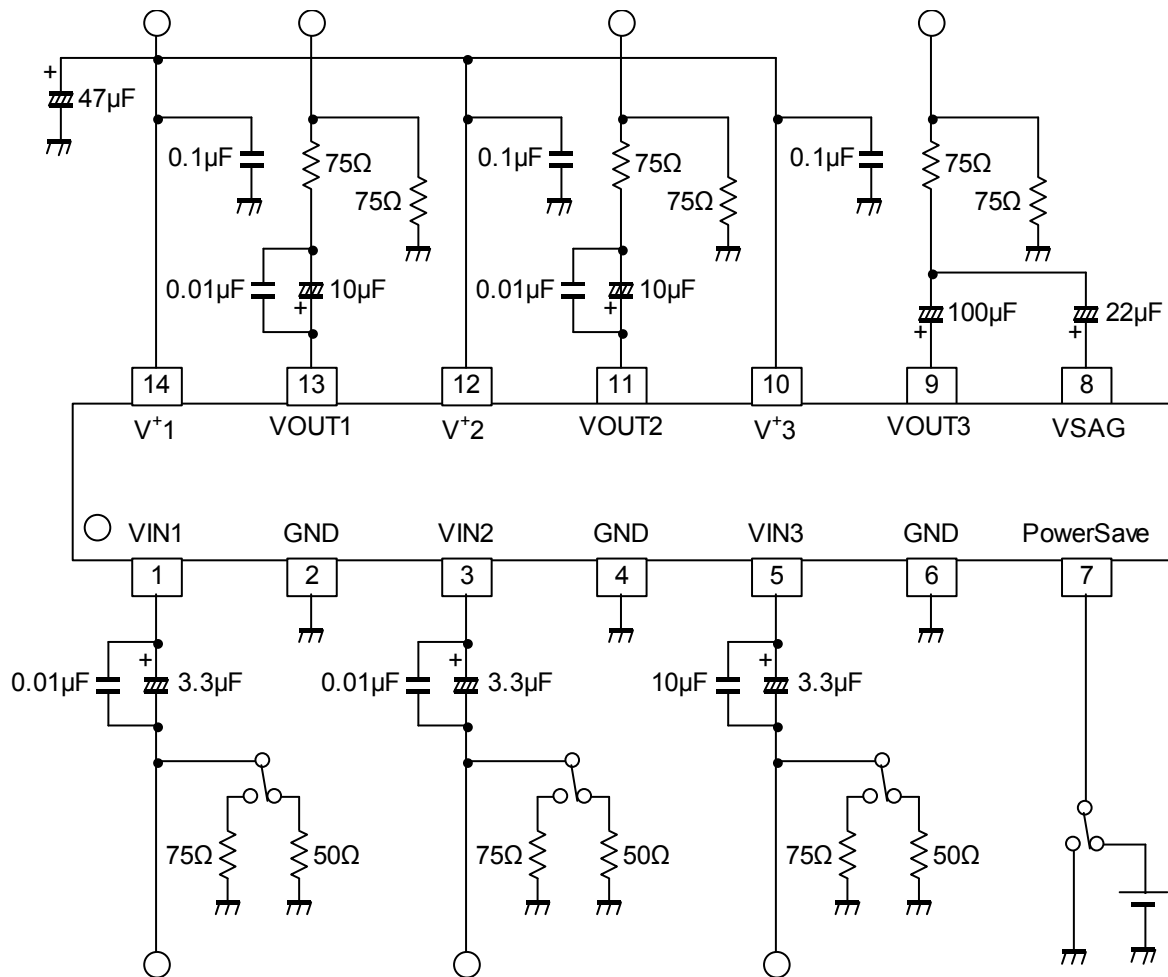 +
47µF
0.1µF 75Ω 75Ω
0.1µF 75Ω 75Ω
0.1µF 75Ω 75Ω
0.01µF 10µF +
0.01µF 10µF +
100µF + 22µF +
14 13 12 11 10 9 8
V+1 VOUT1 V+2 VOUT2 V+3 VOUT3 VSAG
VIN1 GND VIN2 GND VIN3 GND PowerSave
1 2 3 4 5 6 7
0.01µF + 3.3µF
0.01µF + 3.3µF
10µF + 3.3µF
75Ω 50Ω
75Ω 50Ω
75Ω 50Ω